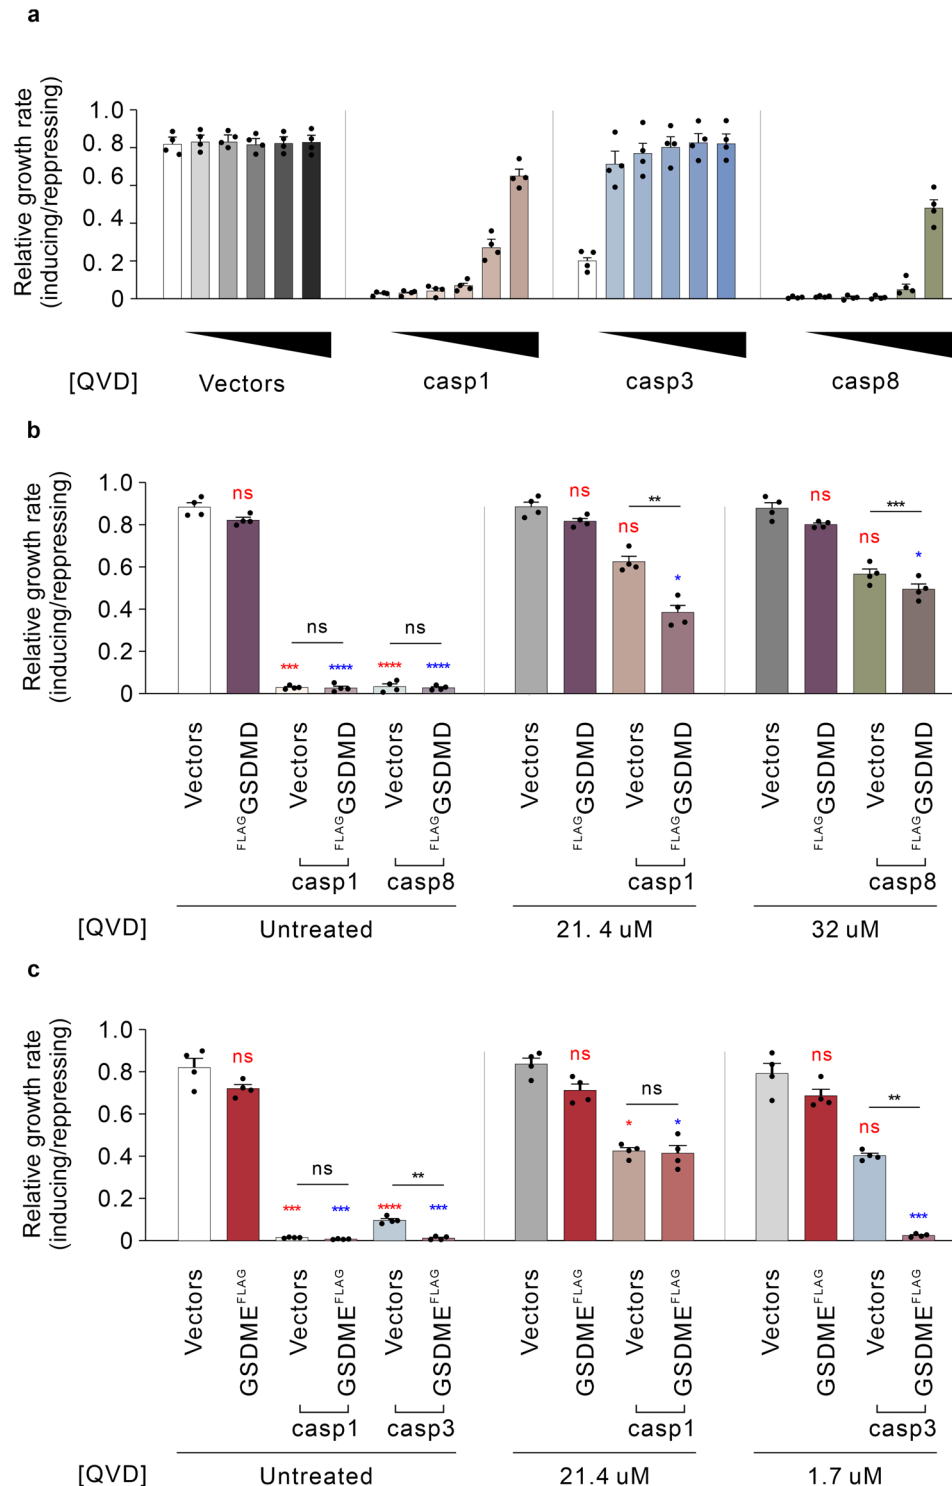 a
Relative growth rate
(inducing/reppressing)
1.0
0.8
0.6
0.4
0.2
0
[QVD]
Vectors
casp1
casp3
casp8
b
Relative growth rate
(inducing/reppressing)
1.0
0.8
0.6
0.4
0.2
0
ns
ns
ns
*** **** **** ****
ns
ns
**
*
ns
ns
***
*
Vectors
FLAGGSDMD
Vectors
FLAGGSDMD
Vectors
FLAGGSDMD
Vectors
FLAGGSDMD
Vectors
FLAGGSDMD
Vectors
FLAGGSDMD
Vectors
FLAGGSDMD
casp1
casp8
casp1
casp8
[QVD]
Untreated
21. 4 uM
32 uM
c
Relative growth rate
(inducing/reppressing)
1.0
0.8
0.6
0.4
0.2
0
ns
ns
**
*** *** **** ***
ns
ns
* *
ns
**
ns
***
Vectors
GSDMEFLAG
Vectors
GSDMEFLAG
Vectors
GSDMEFLAG
Vectors
GSDMEFLAG
Vectors
GSDMEFLAG
Vectors
GSDMEFLAG
Vectors
GSDMEFLAG
casp1
casp3
casp1
casp3
[QVD]
Untreated
21.4 uM
1.7 uM